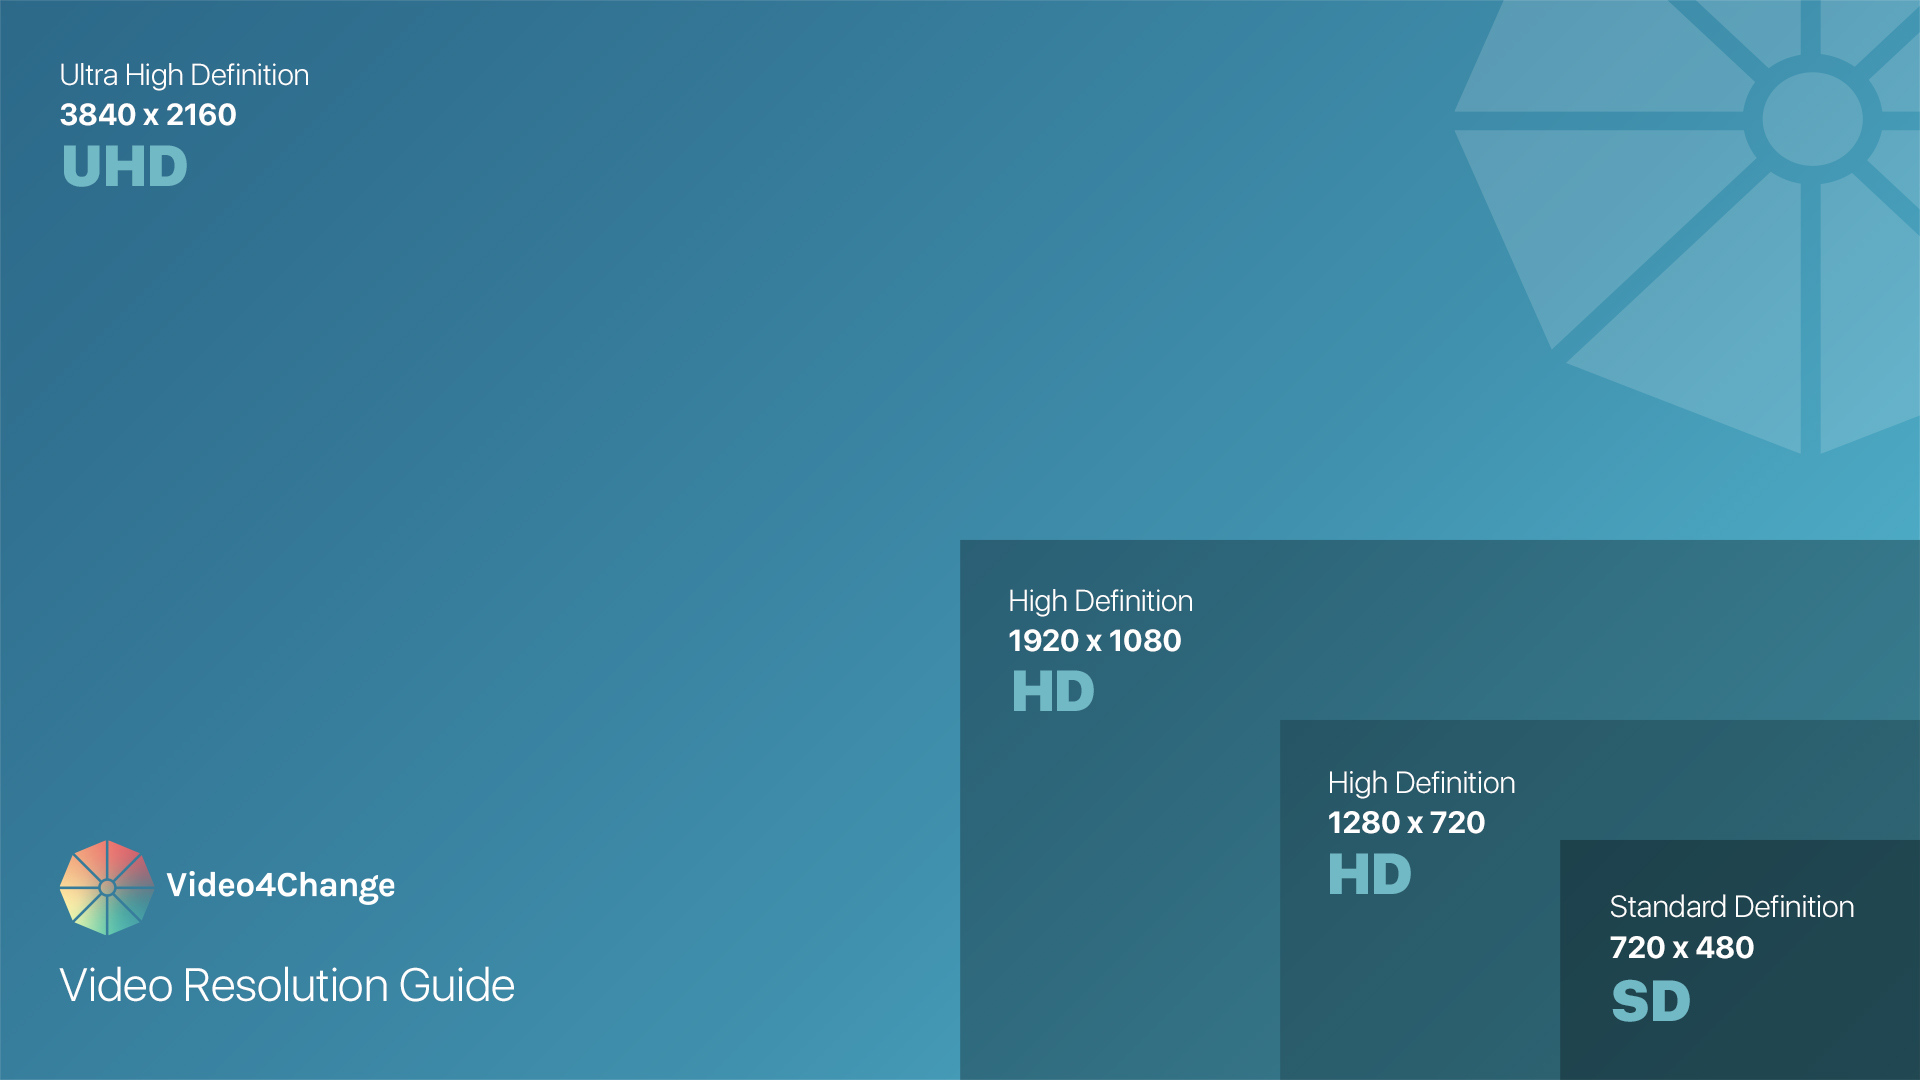 Ultra High Definition
3840 x 2160
UHD
High Definition
1920 x 1080
HD
High Definition
1280 x 720
HD
Standard Definition
720 x 480
SD
Video4Change
Video Resolution Guide